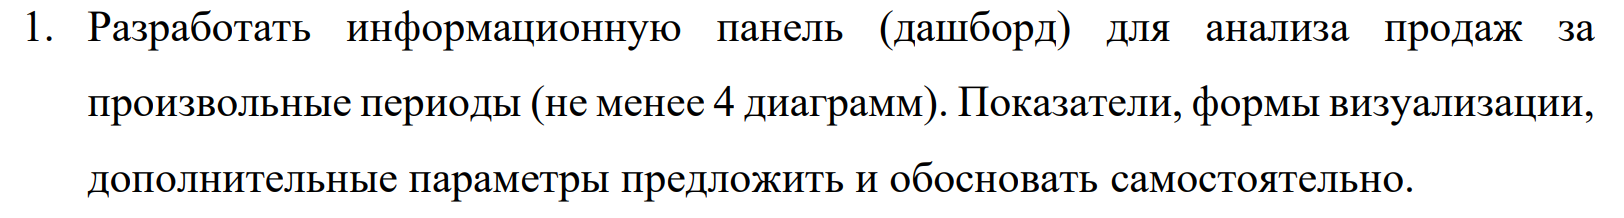 1. Разработать информационную панель (дашборд) для анализа продаж за
произвольные периоды (не менее 4 диаграмм). Показатели, формы визуализации,
дополнительные параметры предложить и обосновать самостоятельно.